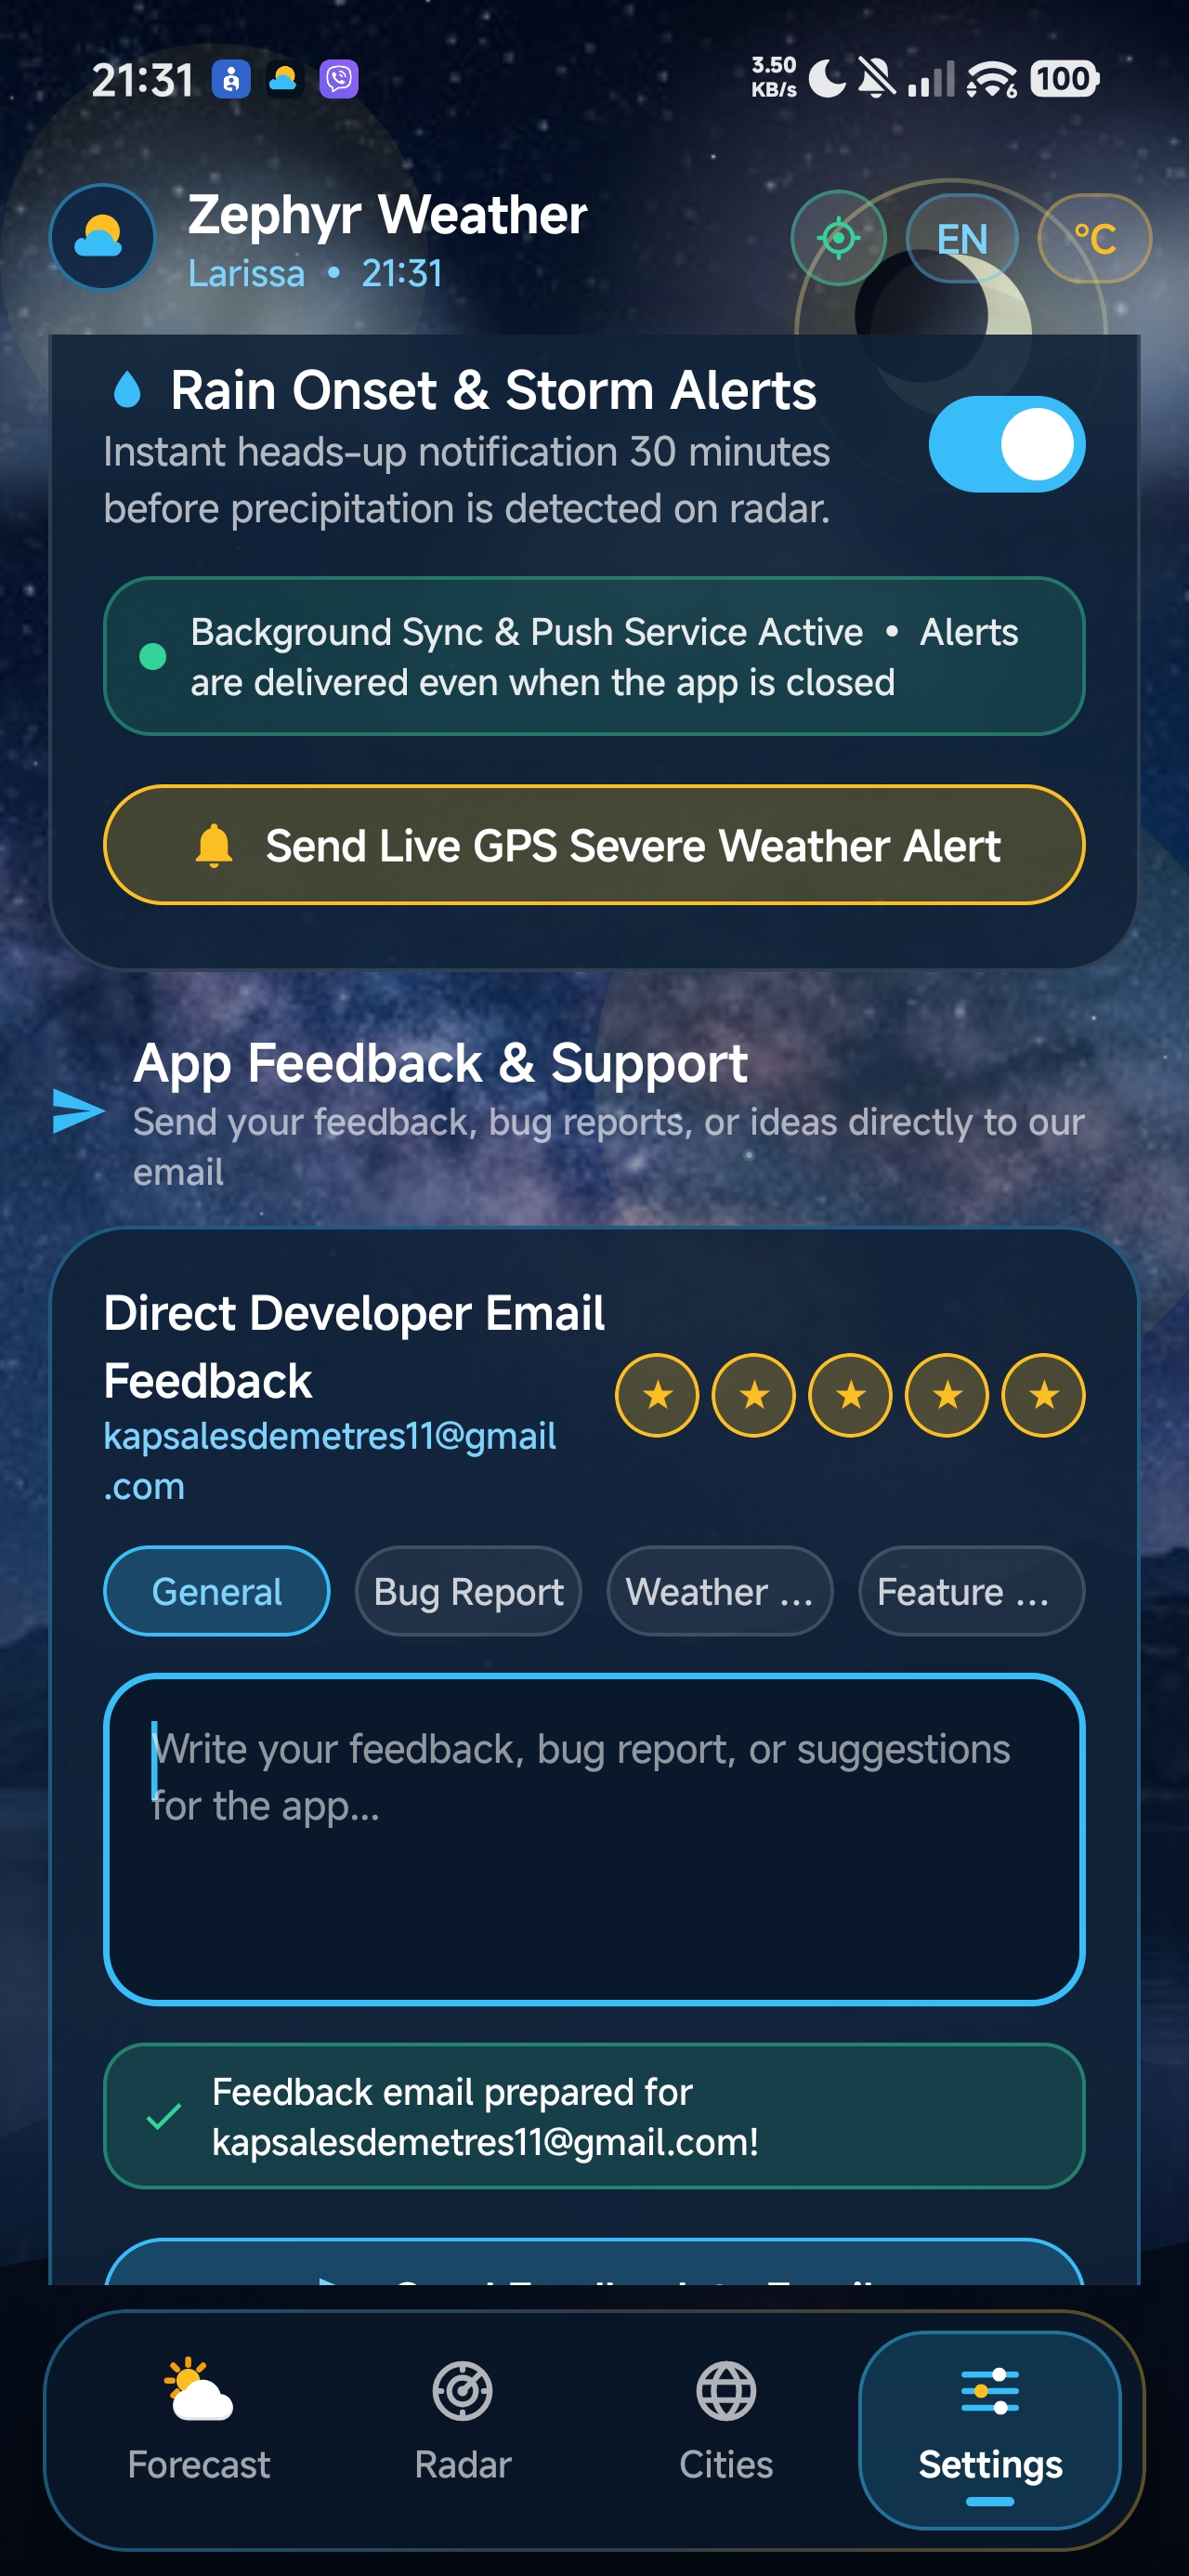 21:31
3.50
KB/s
6
100
Zephyr Weather
Larissa • 21:31
EN
°C
Rain Onset & Storm Alerts
Instant heads-up notification 30 minutes
before precipitation is detected on radar.
Background Sync & Push Service Active • Alerts
are delivered even when the app is closed
Send Live GPS Severe Weather Alert
App Feedback & Support
Send your feedback, bug reports, or ideas directly to our
email
Direct Developer Email
Feedback
kapsalesdemetres11@gmail
.com
General
Bug Report
Weather ...
Feature ...
Write your feedback, bug report, or suggestions
for the app...
Feedback email prepared for
kapsalesdemetres11@gmail.com!
Forecast
Radar
Cities
Settings